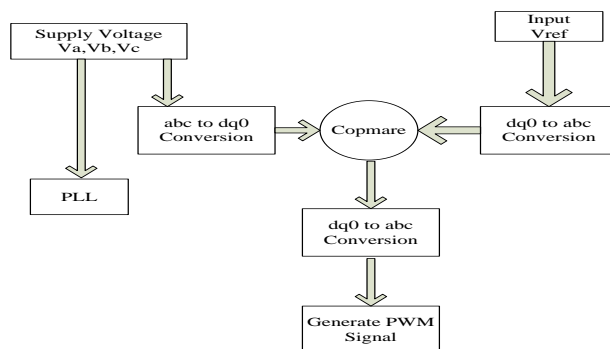 Supply Voltage
Va,Vb,Vc
Input
Vref
abc to dq0
Conversion
Copmare
dq0 to abc
Conversion
PLL
dq0 to abc
Conversion
Generate PWM
Signal